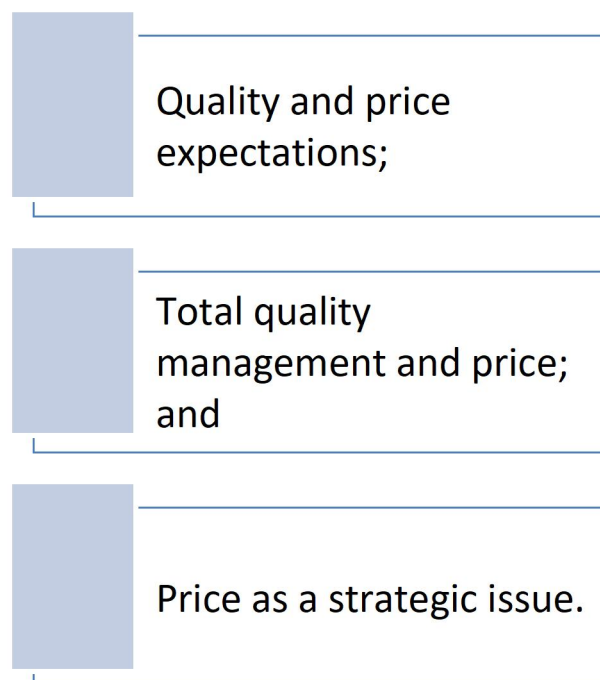 Quality and price
expectations;
Total quality
management and price;
and
Price as a strategic issue.